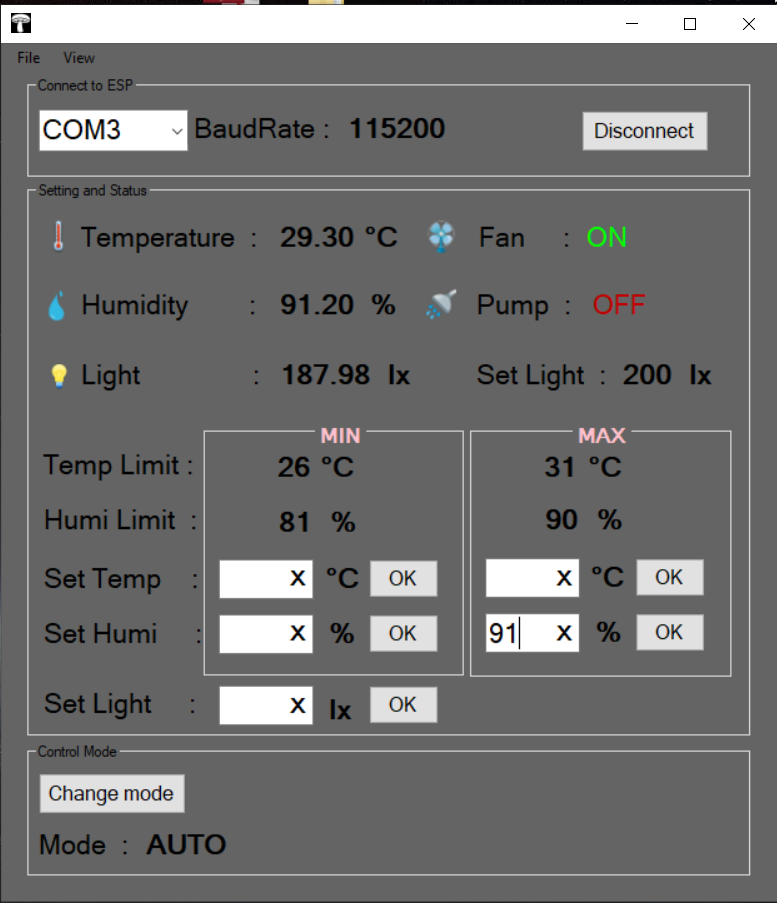 File View
Connect to ESP
COM3 BaudRate : 115200 Disconnect
Setting and Status
Temperature : 29.30 °C Fan : ON
Humidity : 91.20 % Pump : OFF
Light : 187.98 lx Set Light : 200 lx
MIN MAX
Temp Limit : 26 °C 31 °C
Humi Limit : 81 % 90 %
Set Temp : x °C OK x °C OK
Set Humi : x % OK 91 x % OK
Set Light : x lx OK
Control Mode
Change mode
Mode : AUTO